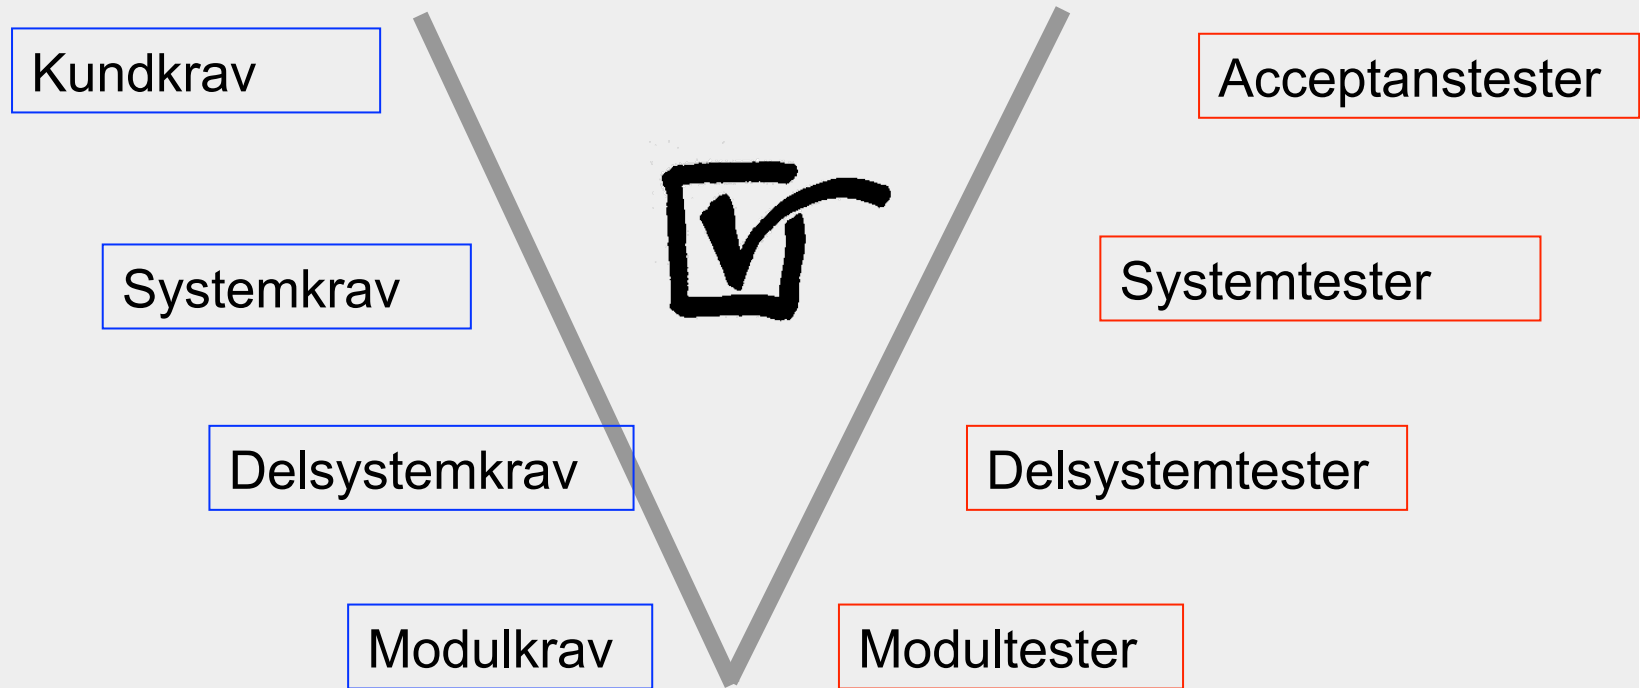 Kundkrav
Acceptanstester
Systemkrav
Systemtester
Delsystemkrav
Delsystemtester
Modulkrav
Modultester